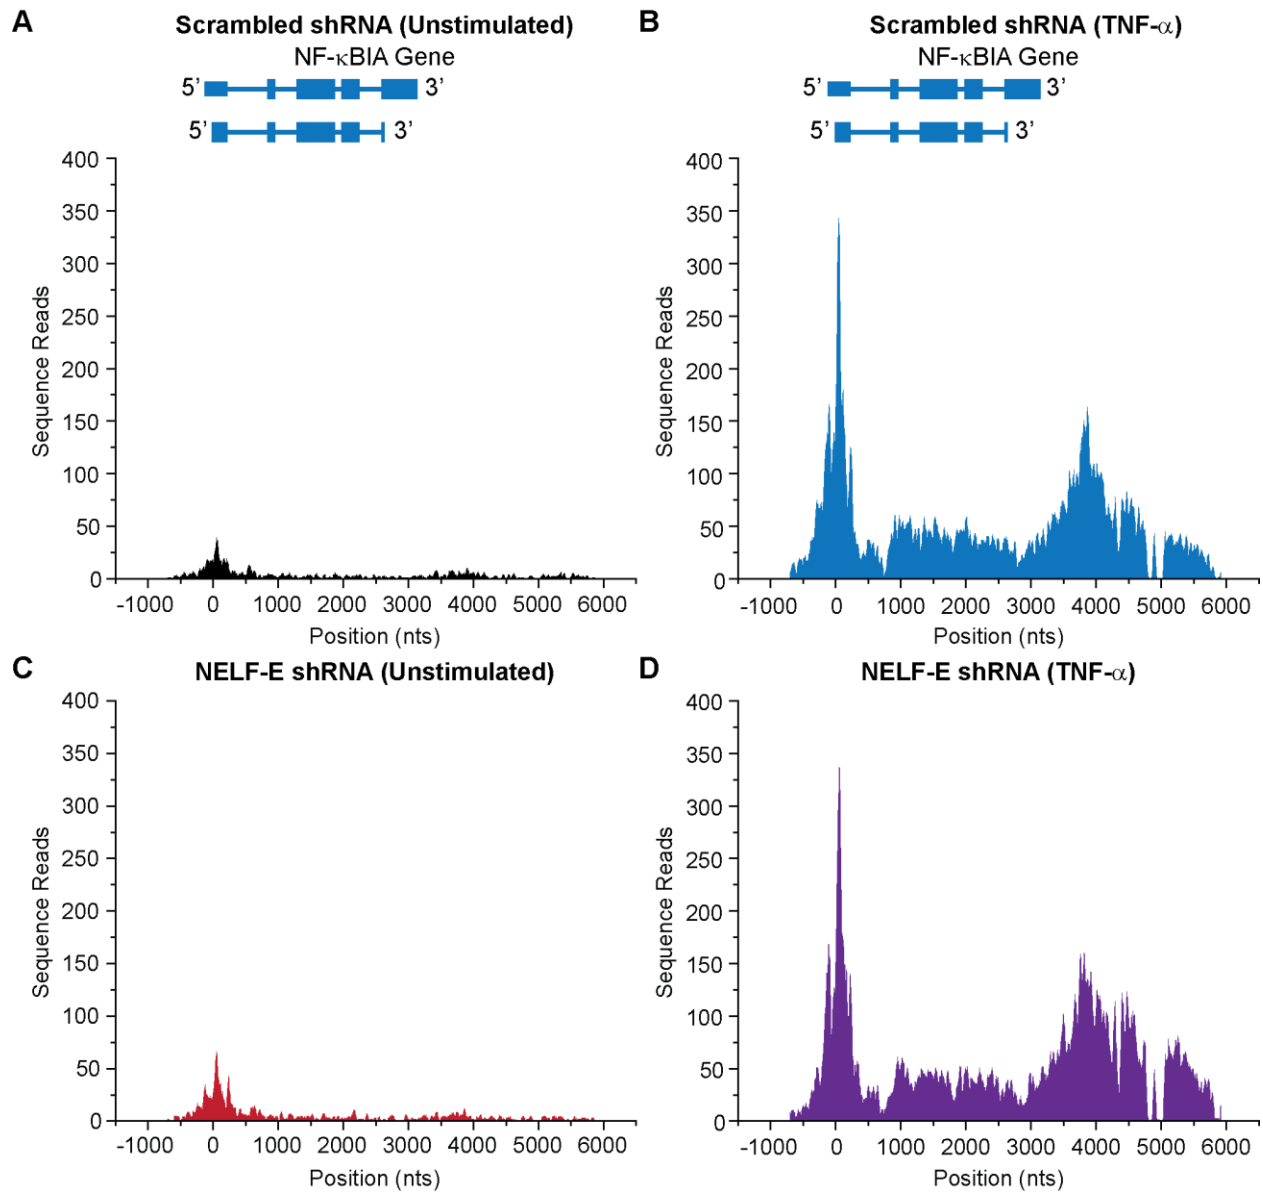 A
Scrambled shRNA (Unstimulated)
NF-κBIA Gene
5’ 3’
5’ 3’
400
350
300
250
200
150
100
50
0
Sequence Reads
-1000 0 1000 2000 3000 4000 5000 6000
Position (nts)
B
Scrambled shRNA (TNF-α)
NF-κBIA Gene
5’ 3’
5’ 3’
400
350
300
250
200
150
100
50
0
Sequence Reads
-1000 0 1000 2000 3000 4000 5000 6000
Position (nts)
C
NELF-E shRNA (Unstimulated)
400
350
300
250
200
150
100
50
0
Sequence Reads
-1000 0 1000 2000 3000 4000 5000 6000
Position (nts)
D
NELF-E shRNA (TNF-α)
400
350
300
250
200
150
100
50
0
Sequence Reads
-1000 0 1000 2000 3000 4000 5000 6000
Position (nts)